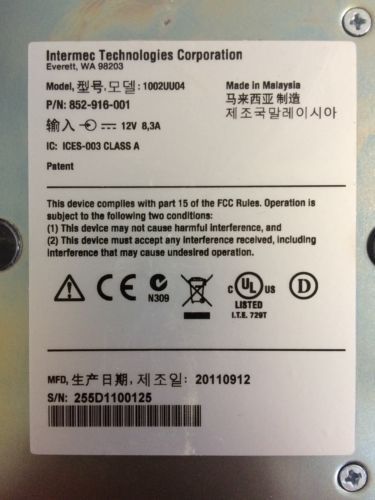 Intermec Technologies Corporation
Everett, WA 98203
Model, 型号, 모델: 1002UU04
Made in Malaysia
P/N: 852-916-001
马来西亚 制造
제조국말레이시아
输入 12V 8,3A
IC: ICES-003 CLASS A
Patent
This device complies with part 15 of the FCC Rules. Operation is
subject to the following two conditions:
(1) This device may not cause harmful interference, and
(2) This device must accept any interference received, including
interference that may cause undesired operation.
CE
N309
C UL US
LISTED
I.T.E. 729T
D
MFD, 生产日期, 제조일: 20110912
S/N: 255D1100125